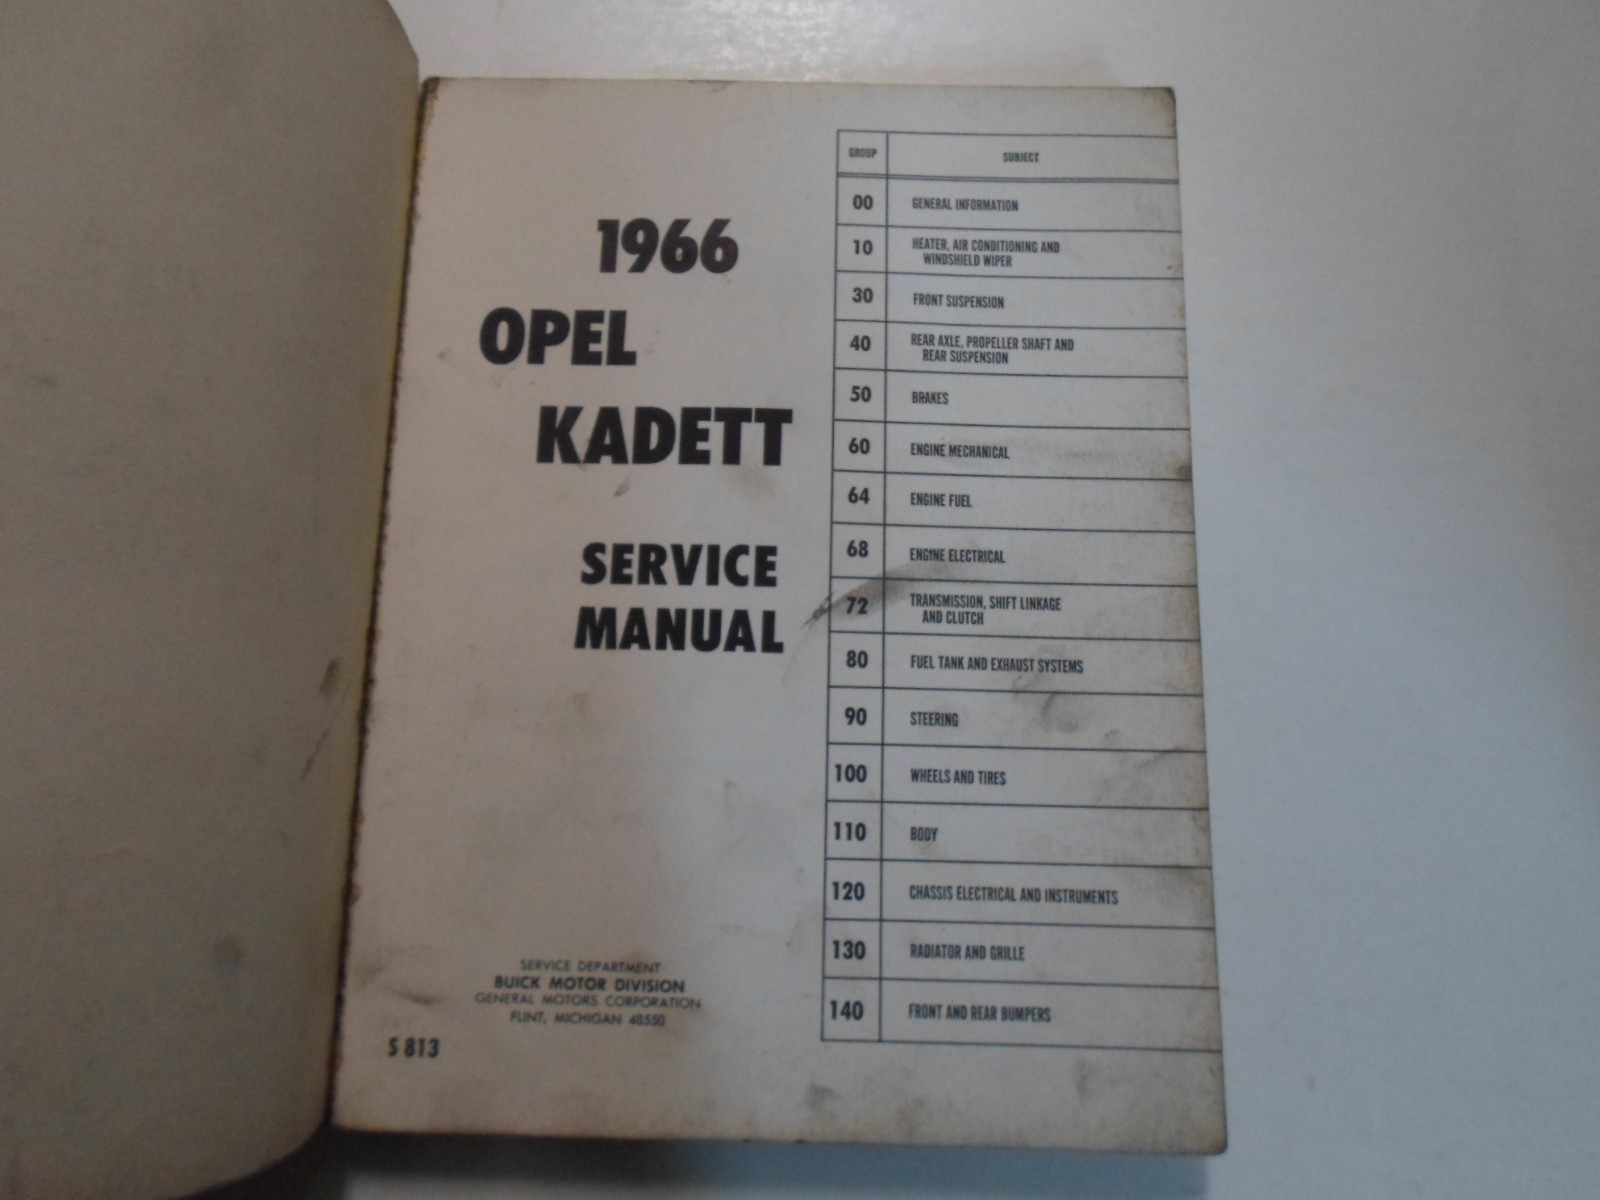 1966
OPEL
KADETT
SERVICE
MANUAL
SERVICE DEPARTMENT
BUICK MOTOR DIVISION
GENERAL MOTORS CORPORATION
FLINT, MICHIGAN 48550
S 813
GROUP SUBJECT
00 GENERAL INFORMATION
10 HEATER, AIR CONDITIONING AND
WINDSHIELD WIPER
30 FRONT SUSPENSION
40 REAR AXLE, PROPELLER SHAFT AND
REAR SUSPENSION
50 BRAKES
60 ENGINE MECHANICAL
64 ENGINE FUEL
68 ENGINE ELECTRICAL
72 TRANSMISSION, SHIFT LINKAGE
AND CLUTCH
80 FUEL TANK AND EXHAUST SYSTEMS
90 STEERING
100 WHEELS AND TIRES
110 BODY
120 CHASSIS ELECTRICAL AND INSTRUMENTS
130 RADIATOR AND GRILLE
140 FRONT AND REAR BUMPERS